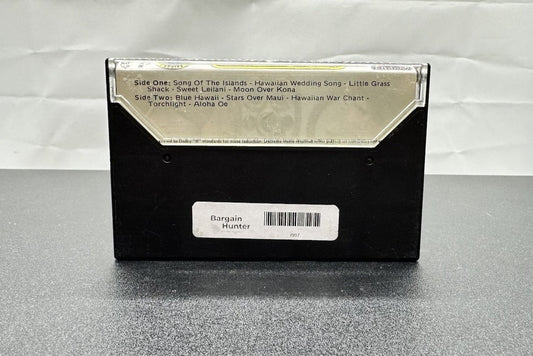 Side One: Song Of The Islands - Hawaiian Wedding Song - Little Grass
Shack - Sweet Leilani - Moon Over Kona
Side Two: Blue Hawaii - Stars Over Maui - Hawaiian War Chant -
Torchlight - Aloha Oe
Bargain
Hunter